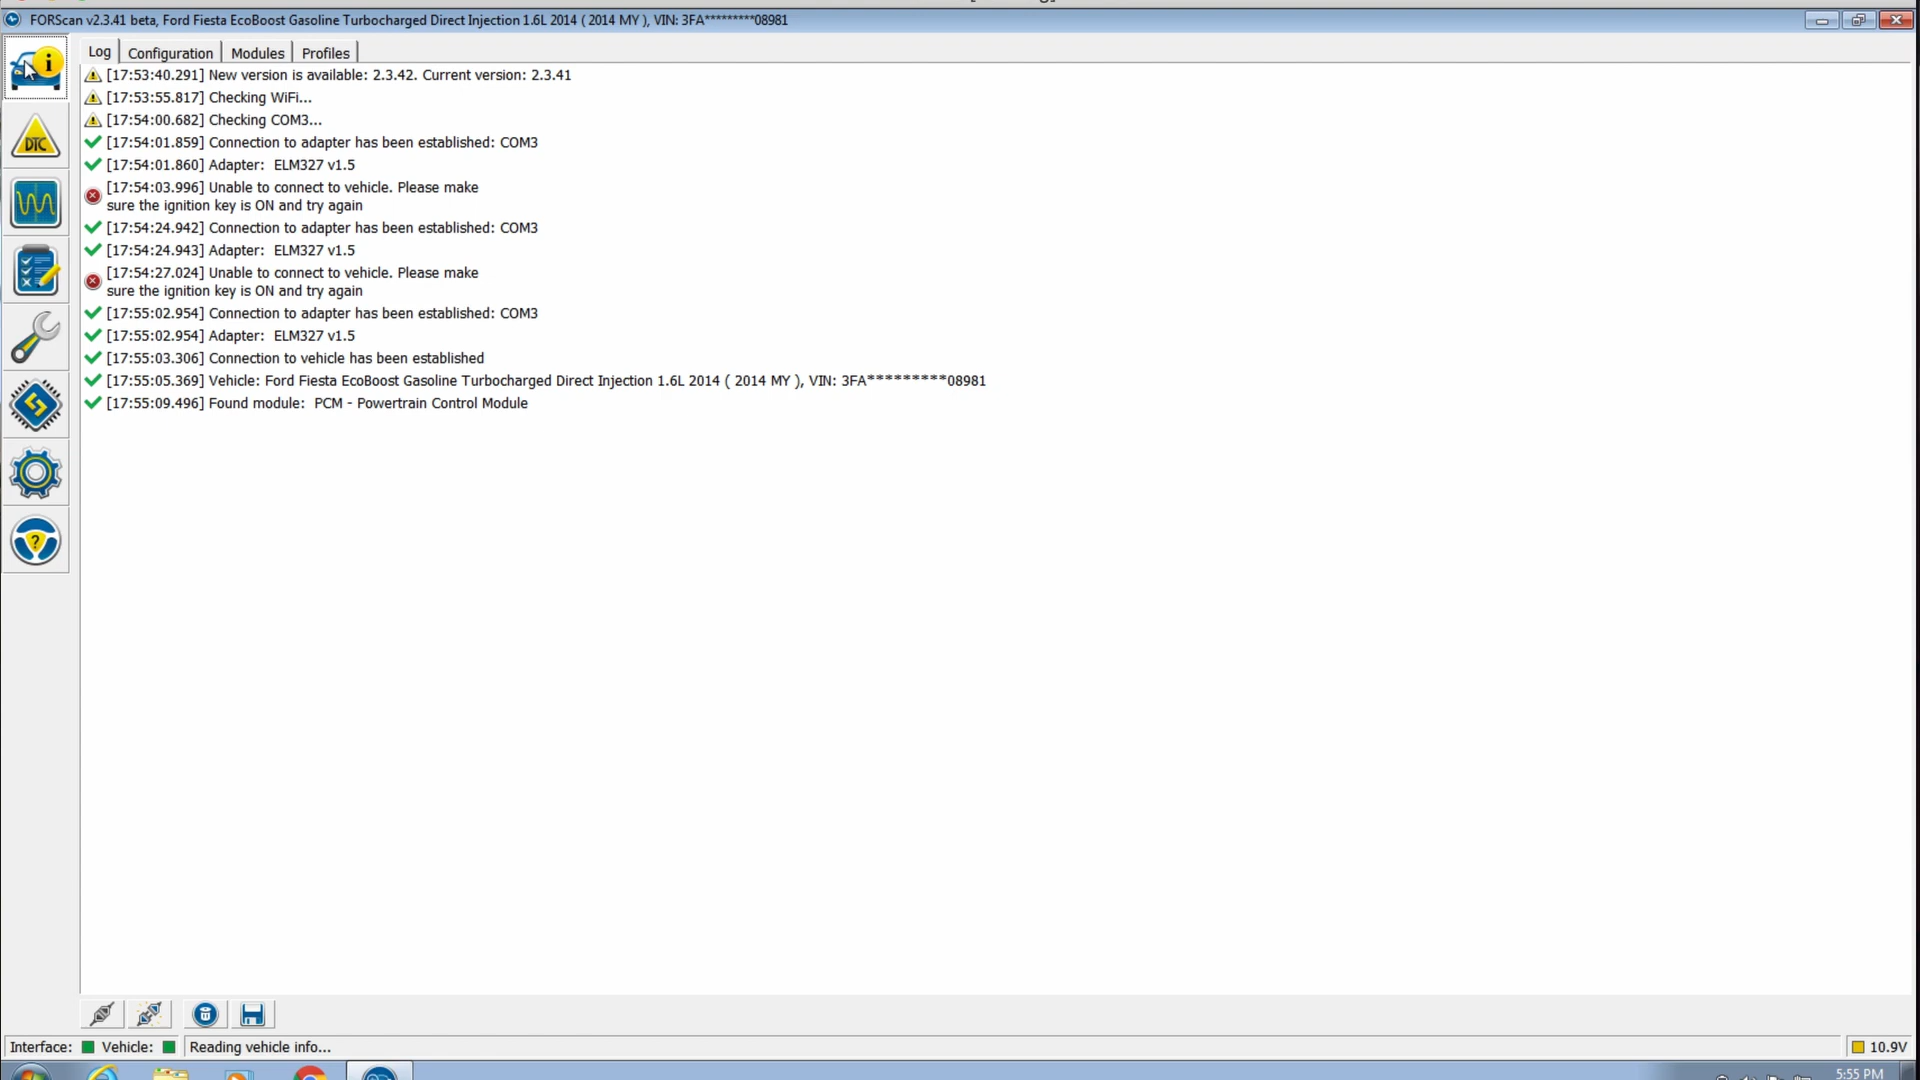 FORScan v2.3.41 beta, Ford Fiesta EcoBoost Gasoline Turbocharged Direct Injection 1.6L 2014 ( 2014 MY ), VIN: 3FA*********08981
Log Configuration Modules Profiles
[17:53:40.291] New version is available: 2.3.42. Current version: 2.3.41
[17:53:55.817] Checking WiFi...
[17:54:00.682] Checking COM3...
[17:54:01.859] Connection to adapter has been established: COM3
[17:54:01.860] Adapter: ELM327 v1.5
[17:54:03.996] Unable to connect to vehicle. Please make
sure the ignition key is ON and try again
[17:54:24.942] Connection to adapter has been established: COM3
[17:54:24.943] Adapter: ELM327 v1.5
[17:54:27.024] Unable to connect to vehicle. Please make
sure the ignition key is ON and try again
[17:55:02.954] Connection to adapter has been established: COM3
[17:55:02.954] Adapter: ELM327 v1.5
[17:55:03.306] Connection to vehicle has been established
[17:55:05.369] Vehicle: Ford Fiesta EcoBoost Gasoline Turbocharged Direct Injection 1.6L 2014 ( 2014 MY ), VIN: 3FA*********08981
[17:55:09.496] Found module: PCM - Powertrain Control Module
i
DTC
?
Interface: Vehicle: Reading vehicle info... 10.9V
5:55 PM